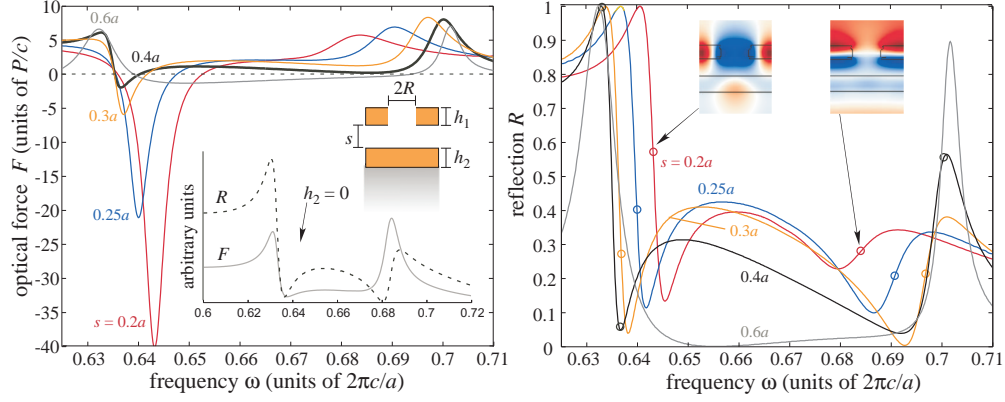 optical force F (units of P/c)
10
5
0
-5
-10
-15
-20
-25
-30
-35
-40
0.63
0.64
0.65
0.66
0.67
0.68
0.69
0.70
0.71
frequency ω (units of 2πc/a)
0.6a
0.4a
0.3a
0.25a
s = 0.2a
2R
h1
s
h2
arbitrary units
R
F
h2 = 0
0.6
0.62
0.64
0.66
0.68
0.7
0.72
reflection R
1
0.9
0.8
0.7
0.6
0.5
0.4
0.3
0.2
0.1
0
0.63
0.64
0.65
0.66
0.67
0.68
0.69
0.7
0.71
frequency ω (units of 2πc/a)
s = 0.2a
0.25a
0.3a
0.4a
0.6a